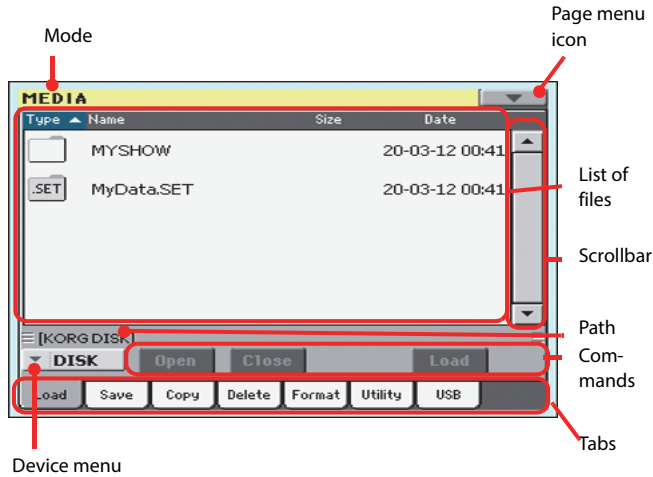 Page menu
icon
Mode
MEDIA
Type Name Size Date
MYSHOW 20-03-12 00:41
.SET MyData.SET 20-03-12 00:41
List of
files
Scrollbar
[KORG DISK]
Path
DISK Open Close Load
Com-
mands
Load Save Copy Delete Format Utility USB
Tabs
Device menu